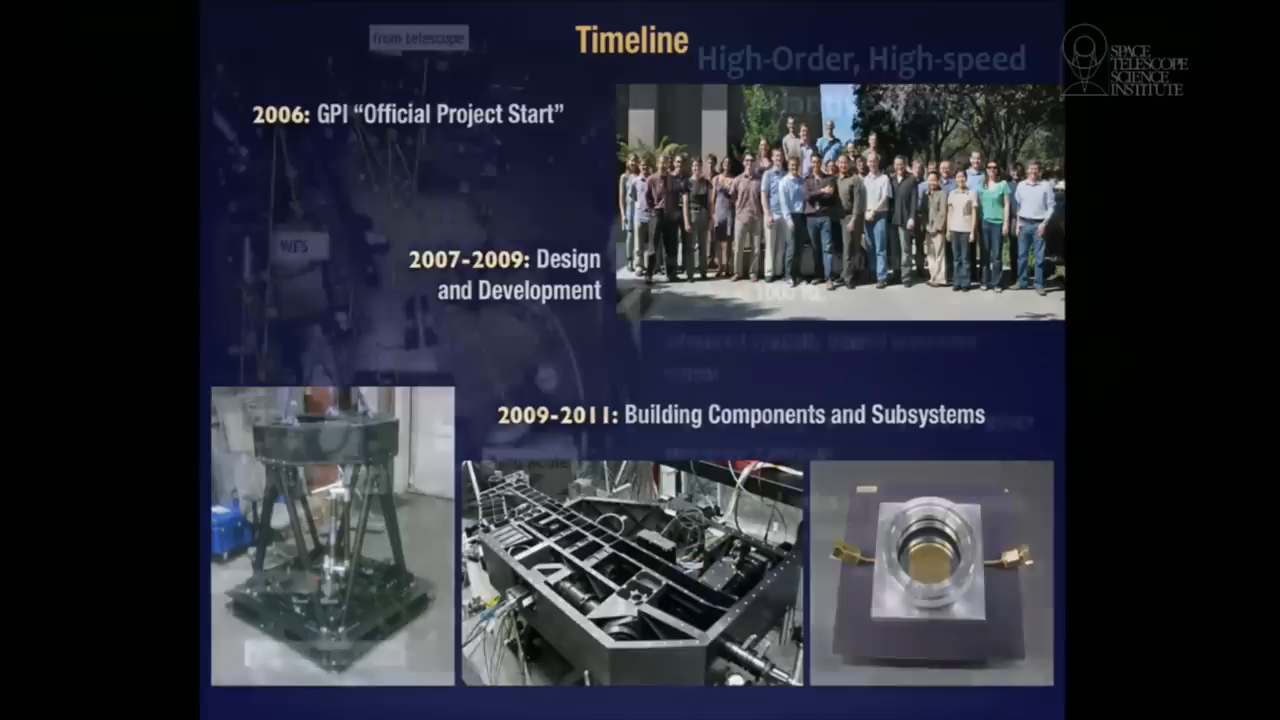 from telescope
Timeline
High-Order, High-speed
SPACE
TELESCOPE
SCIENCE
INSTITUTE
2006: GPI “Official Project Start”
WFS
2007-2009: Design
and Development
2009-2011: Building Components and Subsystems